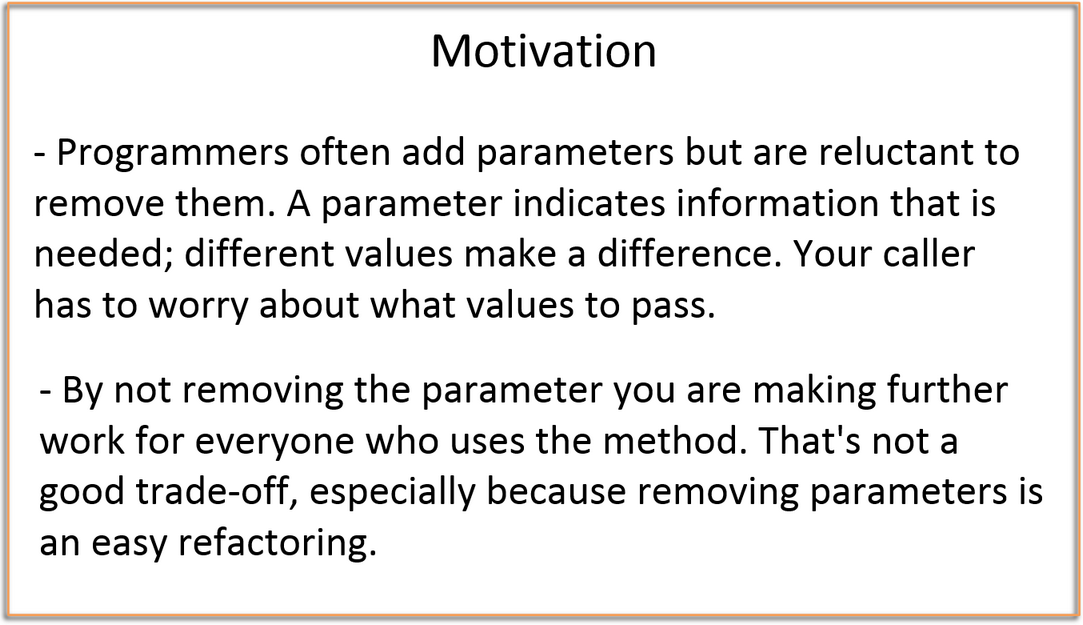 Motivation
- Programmers often add parameters but are reluctant to
remove them. A parameter indicates information that is
needed; different values make a difference. Your caller
has to worry about what values to pass.
- By not removing the parameter you are making further
work for everyone who uses the method. That's not a
good trade-off, especially because removing parameters is
an easy refactoring.